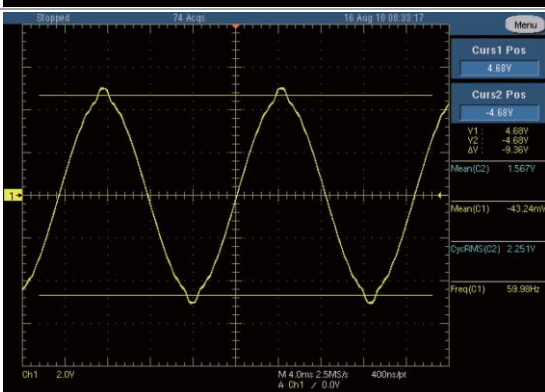 Stopped 74 Acqs 16 Aug 10 08:33:17
Menu
Curs1 Pos
4.68V
Curs2 Pos
-4.68V
V1 : 4.68V
V2 : -4.68V
ΔV : -9.36V
Mean(C2) 1.567V
Mean(C1) -43.24mV
CycRMS(C2) 2.251V
Freq(C1) 59.98Hz
1
Ch1 2.0V M 4.0ms 2.5MS/s 400ns/pt
A Ch1 ∕ 0.0V